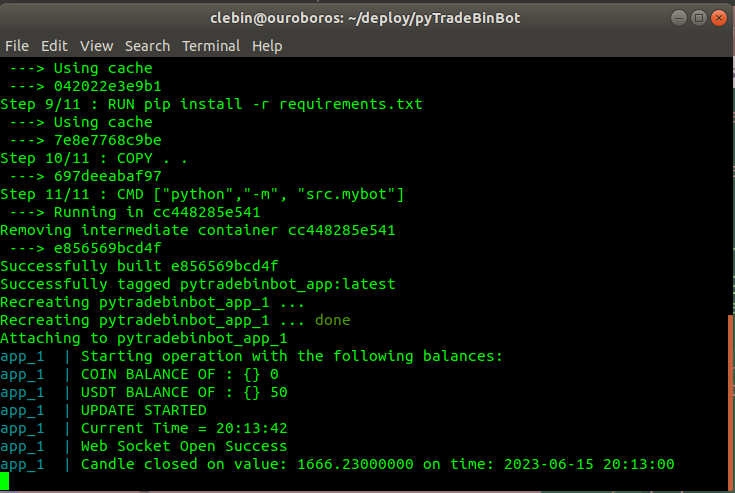 clebin@ouroboros: ~/deploy/pyTradeBinBot
File Edit View Search Terminal Help
---> Using cache
---> 042022e3e9b1
Step 9/11 : RUN pip install -r requirements.txt
---> Using cache
---> 7e8e7768c9be
Step 10/11 : COPY . .
---> 697deeabaf97
Step 11/11 : CMD ["python","-m", "src.mybot"]
---> Running in cc448285e541
Removing intermediate container cc448285e541
---> e856569bcd4f
Successfully built e856569bcd4f
Successfully tagged pytradebinbot_app:latest
Recreating pytradebinbot_app_1 ...
Recreating pytradebinbot_app_1 ... done
Attaching to pytradebinbot_app_1
app_1 | Starting operation with the following balances:
app_1 | COIN BALANCE OF : {} 0
app_1 | USDT BALANCE OF : {} 50
app_1 | UPDATE STARTED
app_1 | Current Time = 20:13:42
app_1 | Web Socket Open Success
app_1 | Candle closed on value: 1666.23000000 on time: 2023-06-15 20:13:00